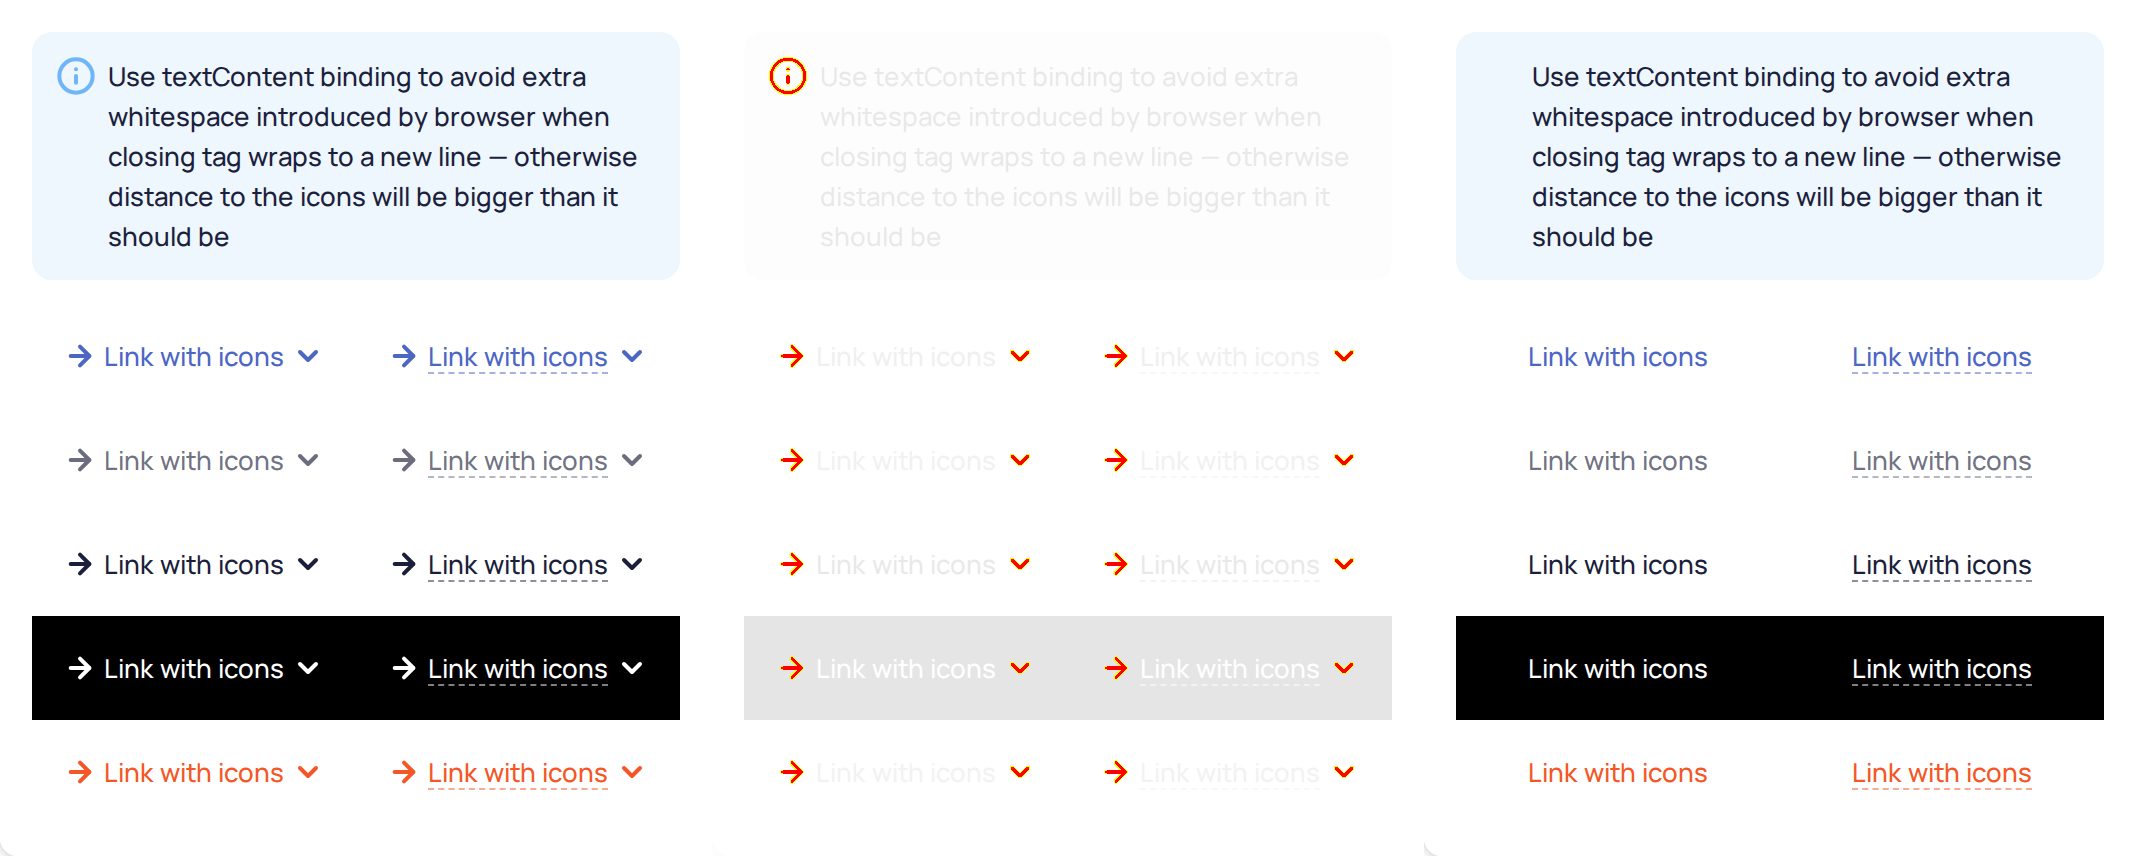 Use textContent binding to avoid extra
whitespace introduced by browser when
closing tag wraps to a new line — otherwise
distance to the icons will be bigger than it
should be
Link with icons Link with icons
Link with icons Link with icons
Link with icons Link with icons
Link with icons Link with icons
Link with icons Link with icons
Use textContent binding to avoid extra
whitespace introduced by browser when
closing tag wraps to a new line — otherwise
distance to the icons will be bigger than it
should be
Link with icons Link with icons
Link with icons Link with icons
Link with icons Link with icons
Link with icons Link with icons
Link with icons Link with icons
Use textContent binding to avoid extra
whitespace introduced by browser when
closing tag wraps to a new line — otherwise
distance to the icons will be bigger than it
should be
Link with icons Link with icons
Link with icons Link with icons
Link with icons Link with icons
Link with icons Link with icons
Link with icons Link with icons